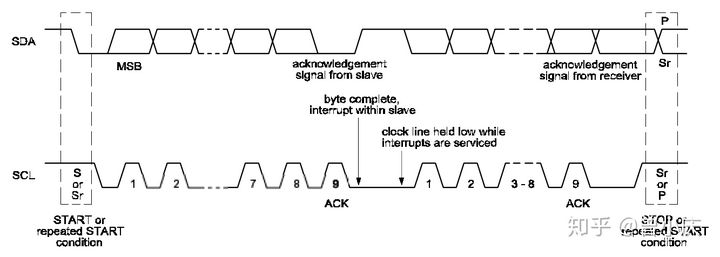 SDA
P
MSB
acknowledgement
signal from slave
acknowledgement
signal from receiver
Sr
byte complete,
interrupt within slave
clock line held low while
interrupts are serviced
SCL
S
or
Sr
1
2
7
8
9
1
2
3 - 8
9
Sr
or
P
ACK
ACK
START or
repeated START
condition
STOP or
repeated START
condition
知乎